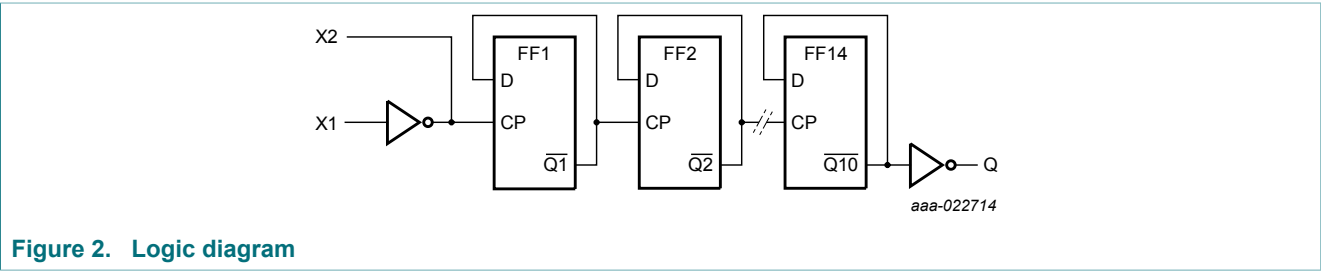 X2
FF1
FF2
FF14
D
D
D
X1
CP
CP
CP
Q1
Q2
Q10
Q
aaa-022714
Figure 2. Logic diagram